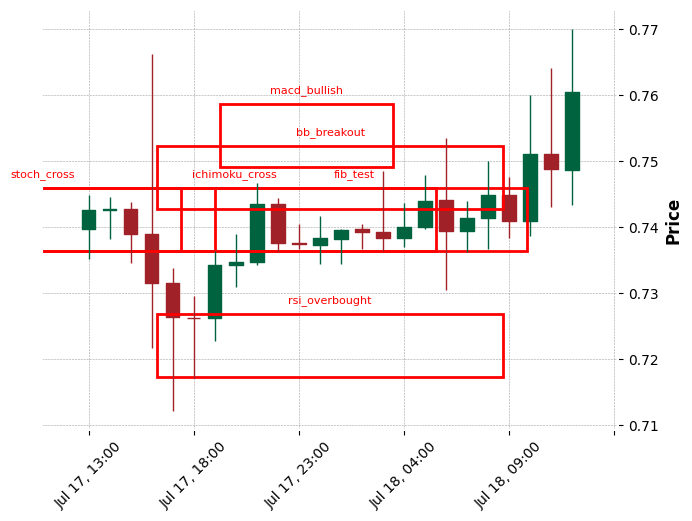 0.77
macd_bullish
0.76
bb_breakout
0.75
stoch_cross
ichimoku_cross
fib_test
0.74
Price
0.73
rsi_overbought
0.72
0.71
Jul 17, 13:00
Jul 17, 18:00
Jul 17, 23:00
Jul 18, 04:00
Jul 18, 09:00